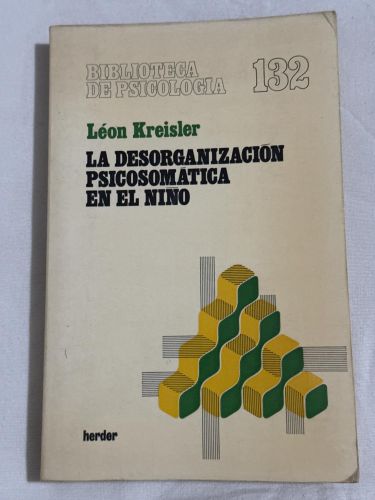 BIBLIOTECA
DE PSICOLOGIA 132
Léon Kreisler
LA DESORGANIZACIÓN
PSICOSOMÁTICA
EN EL NIÑO
herder